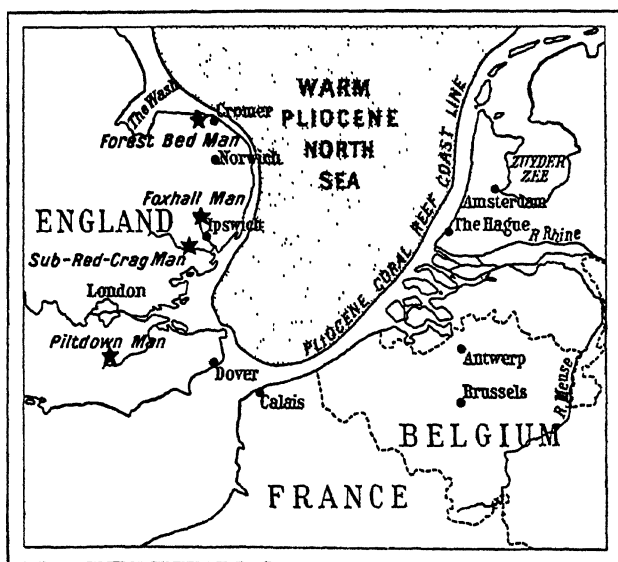 The Wash
Cromer
Forest Bed Man
Norwich
Foxhall Man
ENGLAND
Ipswich
Sub-Red-Crag Man
London
Piltdown Man
Dover
Calais
WARM
PLIOCENE
NORTH
SEA
PLIOCENE CORAL REEF COAST LINE
ZUYDER
ZEE
Amsterdam
The Hague
R Rhine
Antwerp
Brussels
R. Meuse
BELGIUM
FRANCE